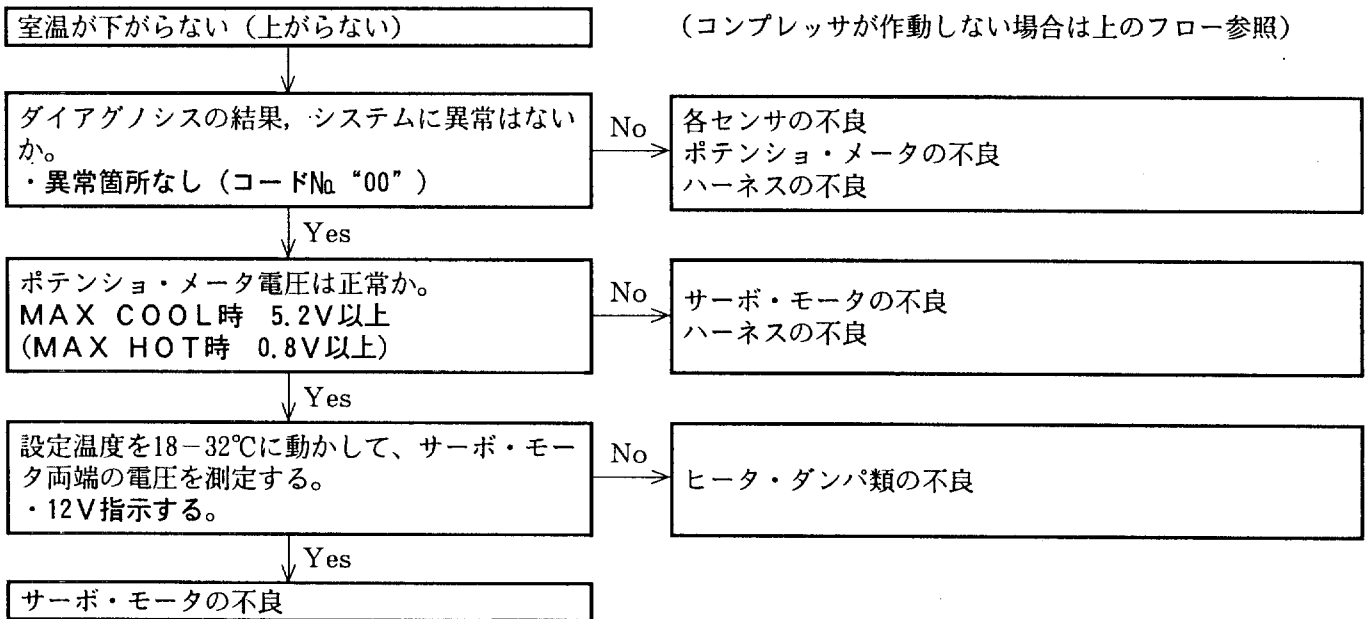 室温が下がらない（上がらない）
（コンプレッサが作動しない場合は上のフロー参照）
ダイアグノシスの結果，システムに異常はない
か。
・異常箇所なし（コード№“00”）
No
各センサの不良
ポテンショ・メータの不良
ハーネスの不良
Yes
ポテンショ・メータ電圧は正常か。
MAX COOL時 5.2V以上
(MAX HOT時 0.8V以上)
No
サーボ・モータの不良
ハーネスの不良
Yes
設定温度を18－32℃に動かして、サーボ・モー
タ両端の電圧を測定する。
・12V指示する。
No
ヒータ・ダンパ類の不良
Yes
サーボ・モータの不良